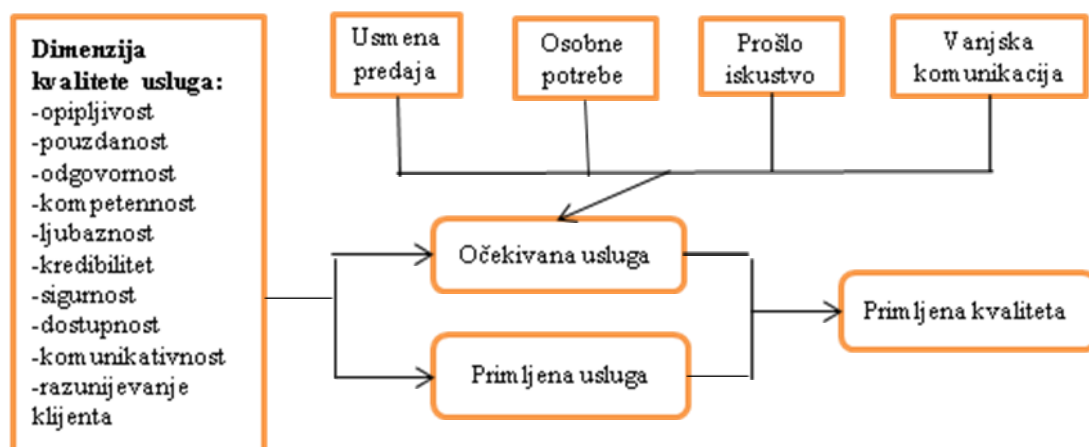 Dimenzija
kvalitete usluga:
-opipljivost
-pouzdanost
-odgovornost
-kompetennost
-ljubaznost
-kredibilitet
-sigurnost
-dostupnost
-komunikativnost
-razunijevanje
klijenta
Usmena
predaja
Osobne
potrebe
Prošlo
iskustvo
Vanjska
komunikacija
Očekivana usluga
Primljena usluga
Primljena kvaliteta